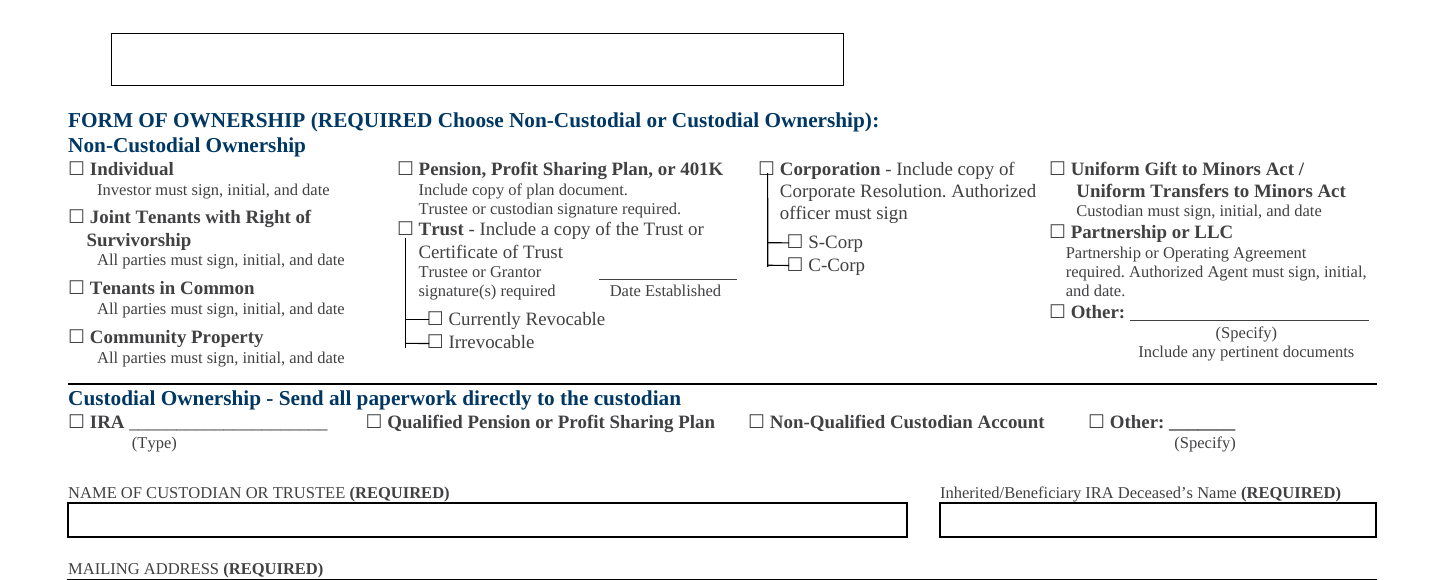 FORM OF OWNERSHIP (REQUIRED Choose Non-Custodial or Custodial Ownership):
Non-Custodial Ownership
☐ Individual
Investor must sign, initial, and date
☐ Joint Tenants with Right of
Survivorship
All parties must sign, initial, and date
☐ Tenants in Common
All parties must sign, initial, and date
☐ Community Property
All parties must sign, initial, and date
☐ Pension, Profit Sharing Plan, or 401K
Include copy of plan document.
Trustee or custodian signature required.
☐ Trust - Include a copy of the Trust or
Certificate of Trust
Trustee or Grantor
signature(s) required
Date Established
☐ Currently Revocable
☐ Irrevocable
☐ Corporation - Include copy of
Corporate Resolution. Authorized
officer must sign
☐ S-Corp
☐ C-Corp
☐ Uniform Gift to Minors Act /
Uniform Transfers to Minors Act
Custodian must sign, initial, and date
☐ Partnership or LLC
Partnership or Operating Agreement
required. Authorized Agent must sign, initial,
and date.
☐ Other: _________________________
(Specify)
Include any pertinent documents
Custodial Ownership - Send all paperwork directly to the custodian
☐ IRA _____________________ ☐ Qualified Pension or Profit Sharing Plan ☐ Non-Qualified Custodian Account ☐ Other: _______
(Type) (Specify)
NAME OF CUSTODIAN OR TRUSTEE (REQUIRED) Inherited/Beneficiary IRA Deceased’s Name (REQUIRED)
MAILING ADDRESS (REQUIRED)